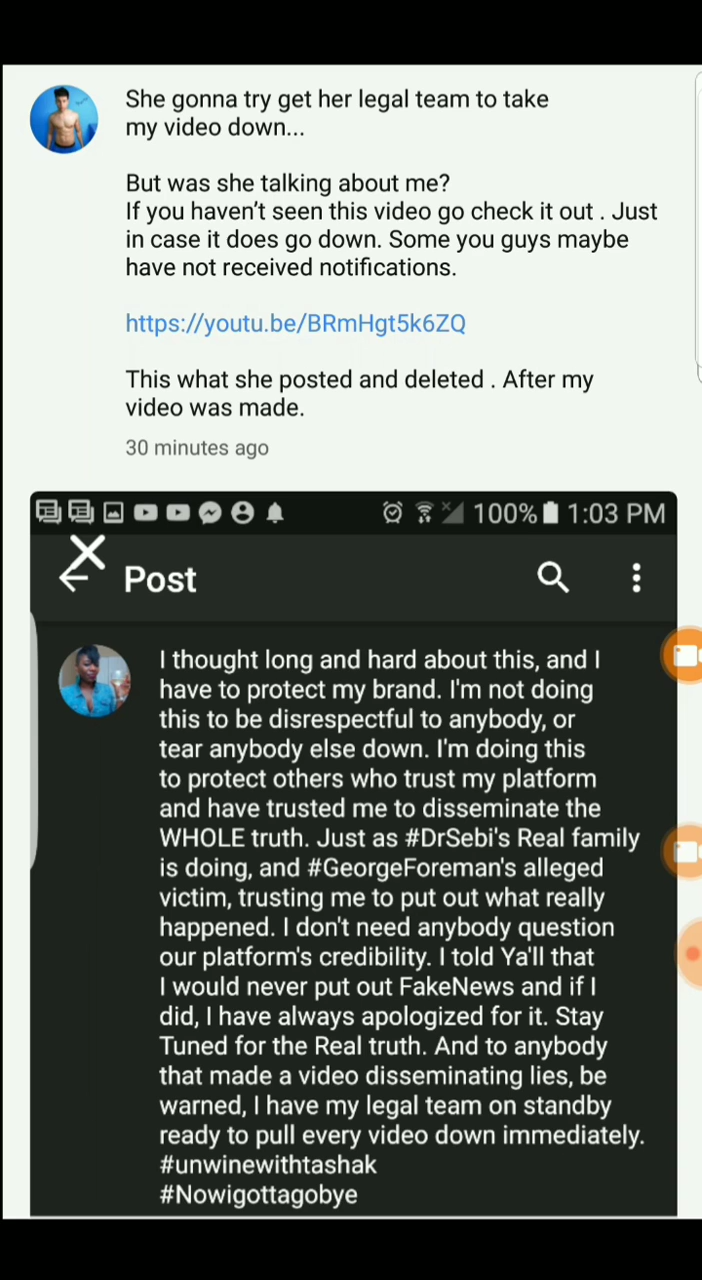 She gonna try get her legal team to take
my video down...
But was she talking about me?
If you haven't seen this video go check it out . Just
in case it does go down. Some you guys maybe
have not received notifications.
https://youtu.be/BRmHgt5k6ZQ
This what she posted and deleted . After my
video was made.
30 minutes ago
100% 1:03 PM
Post
I thought long and hard about this, and I
have to protect my brand. I'm not doing
this to be disrespectful to anybody, or
tear anybody else down. I'm doing this
to protect others who trust my platform
and have trusted me to disseminate the
WHOLE truth. Just as #DrSebi's Real family
is doing, and #GeorgeForeman's alleged
victim, trusting me to put out what really
happened. I don't need anybody question
our platform's credibility. I told Ya'll that
I would never put out FakeNews and if I
did, I have always apologized for it. Stay
Tuned for the Real truth. And to anybody
that made a video disseminating lies, be
warned, I have my legal team on standby
ready to pull every video down immediately.
#unwinewithtashak
#Nowigottagobye